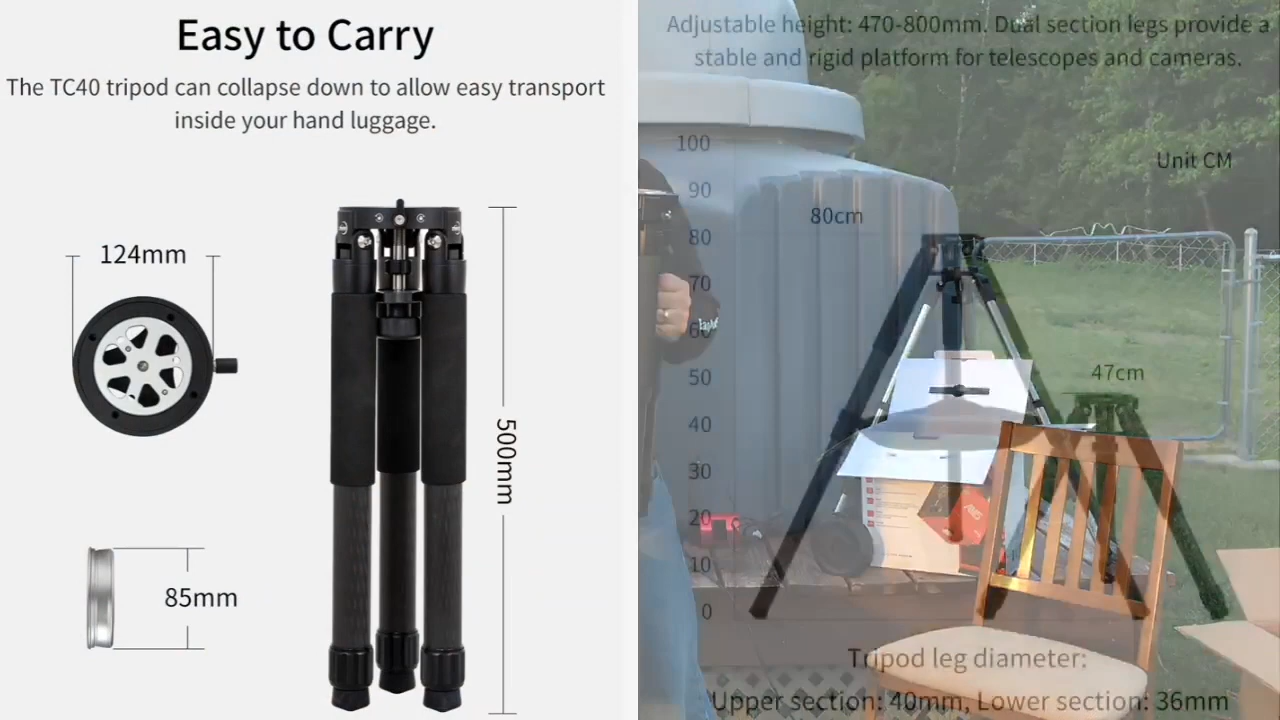 Easy to Carry
The TC40 tripod can collapse down to allow easy transport
inside your hand luggage.
124mm
500mm
85mm
Adjustable height: 470-800mm. Dual section legs provide a
stable and rigid platform for telescopes and cameras.
Unit CM
100
90
80cm
80
70
60
50
47cm
40
30
20
10
0
Tripod leg diameter:
Upper section: 40mm, Lower section: 36mm